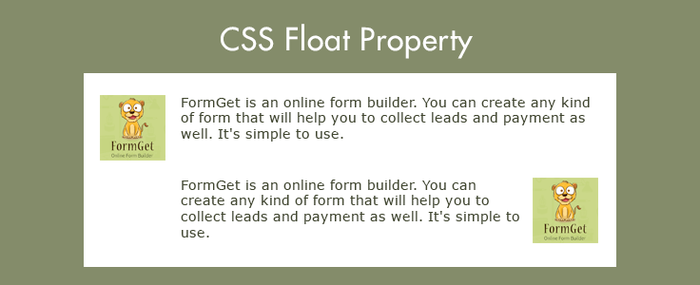 CSS Float Property
FormGet is an online form builder. You can create any kind
of form that will help you to collect leads and payment as
well. It's simple to use.
FormGet
Online Form Builder
FormGet is an online form builder. You can
create any kind of form that will help you to
collect leads and payment as well. It's simple to
use.
FormGet
Online Form Builder